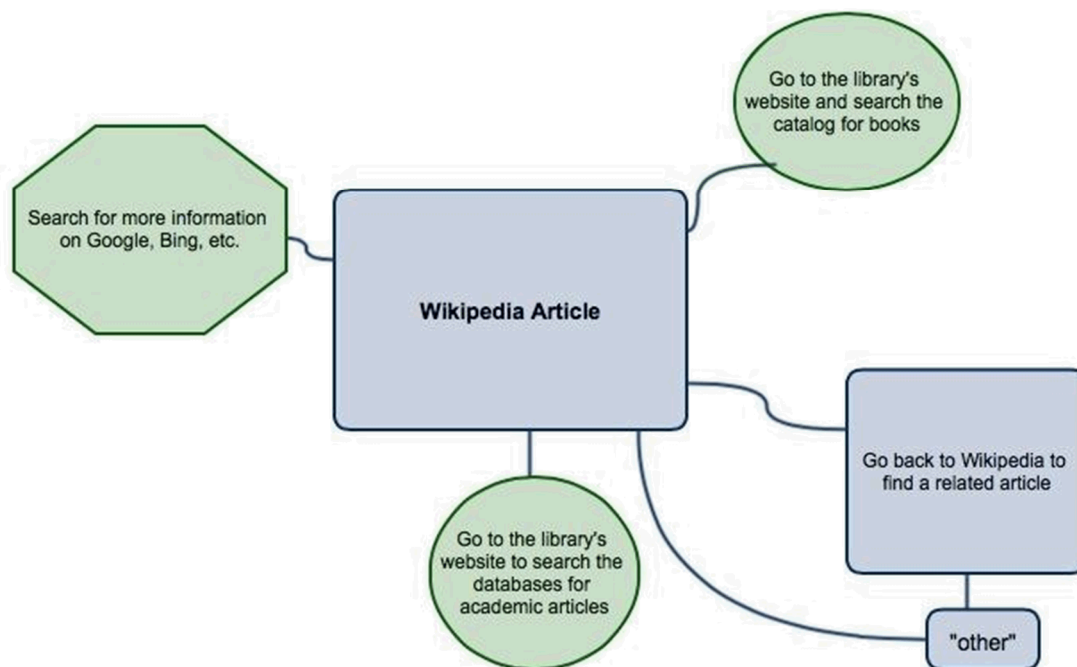 Go to the library's
website and search the
catalog for books
Search for more information
on Google, Bing, etc.
Wikipedia Article
Go back to Wikipedia to
find a related article
Go to the library's
website to search the
databases for
academic articles
"other"